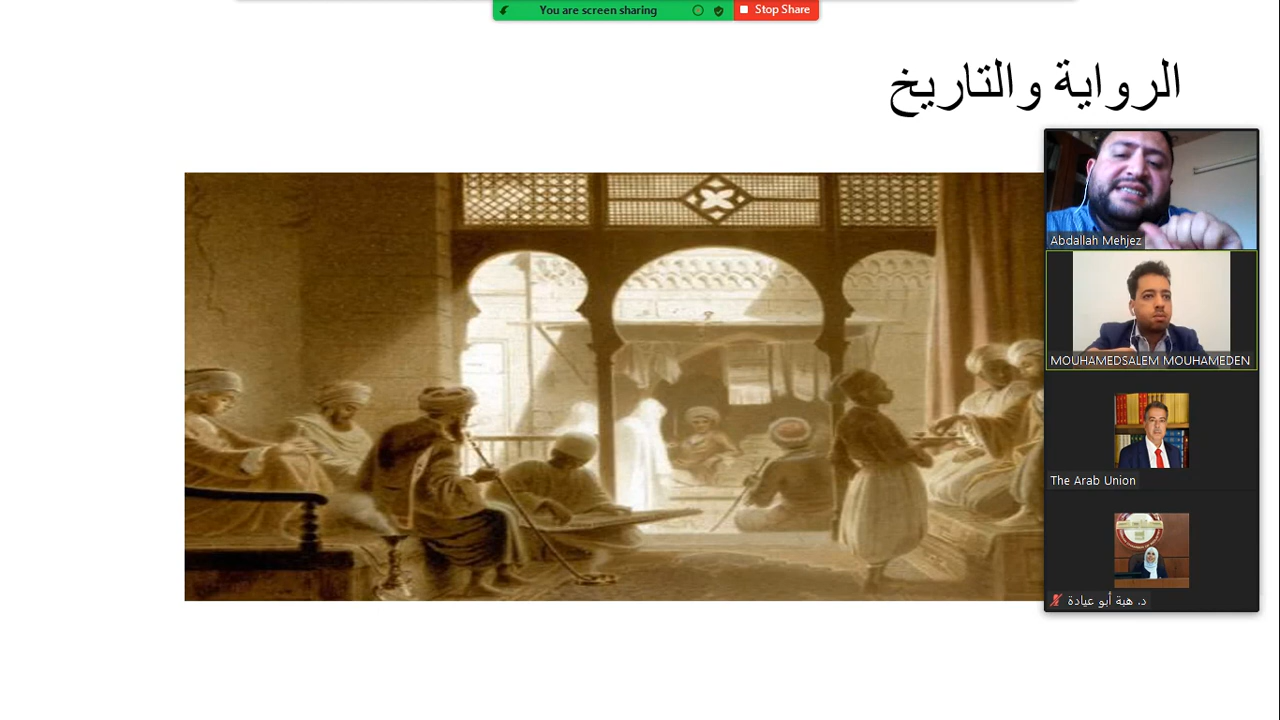 You are screen sharing
Stop Share
الرواية والتاريخ
Abdallah Mehjez
MOUHAMEDSALEM MOUHAMEDEN
The Arab Union
د. هبة أبو عيادة